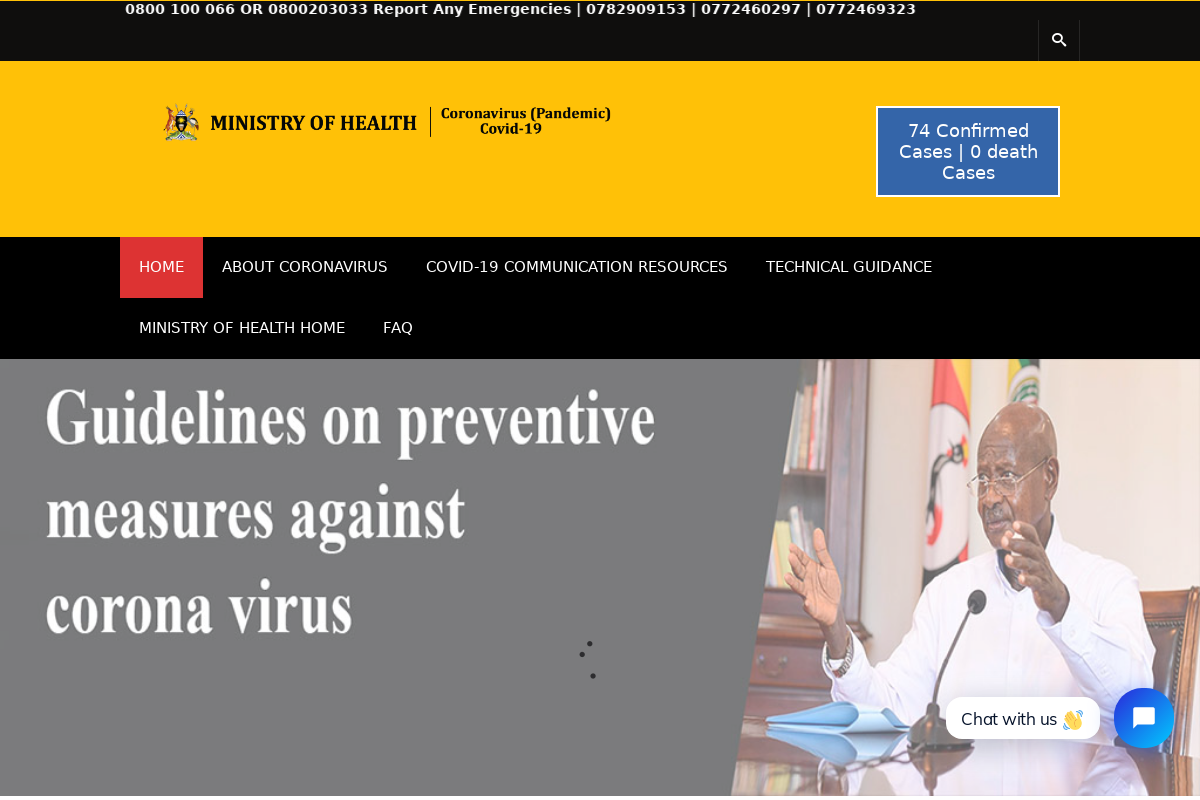 0800 100 066 OR 0800203033 Report Any Emergencies | 0782909153 | 0772460297 | 0772469323
MINISTRY OF HEALTH
Coronavirus (Pandemic)
Covid-19
74 Confirmed
Cases | 0 death
Cases
HOME
ABOUT CORONAVIRUS
COVID-19 COMMUNICATION RESOURCES
TECHNICAL GUIDANCE
MINISTRY OF HEALTH HOME
FAQ
Guidelines on preventive
measures against
corona virus
Chat with us 👋